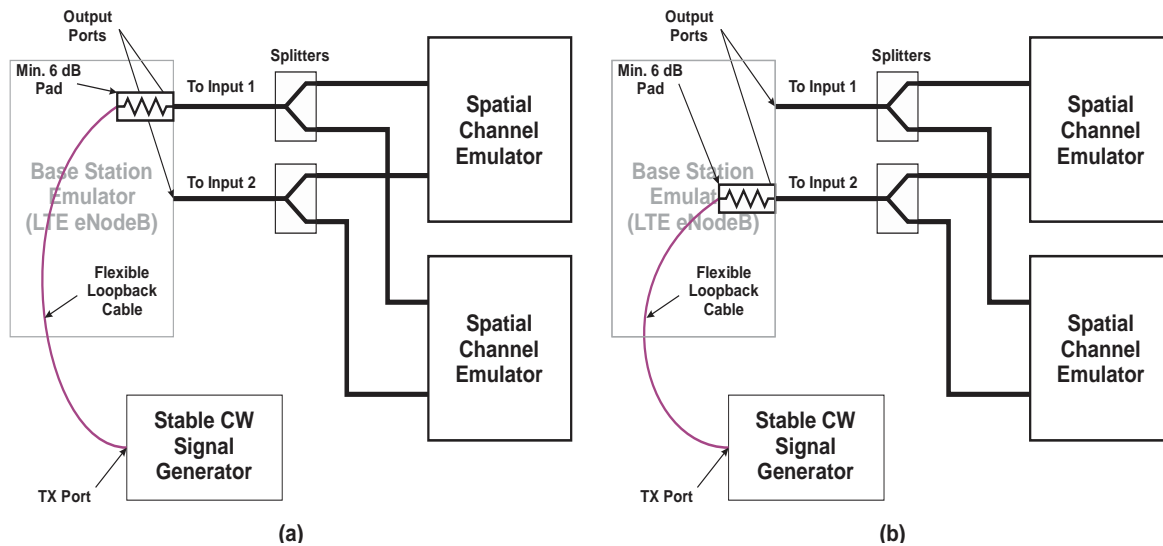 Output
Ports
Min. 6 dB
Pad
To Input 1
Splitters
Spatial
Channel
Emulator
Base Station
Emulator
(LTE eNodeB)
To Input 2
Flexible
Loopback
Cable
Spatial
Channel
Emulator
Stable CW
Signal
Generator
TX Port
(a)
Output
Ports
Min. 6 dB
Pad
To Input 1
Splitters
Spatial
Channel
Emulator
Base Station
Emulat
(LTE eNodeB)
To Input 2
Flexible
Loopback
Cable
Spatial
Channel
Emulator
Stable CW
Signal
Generator
TX Port
(b)